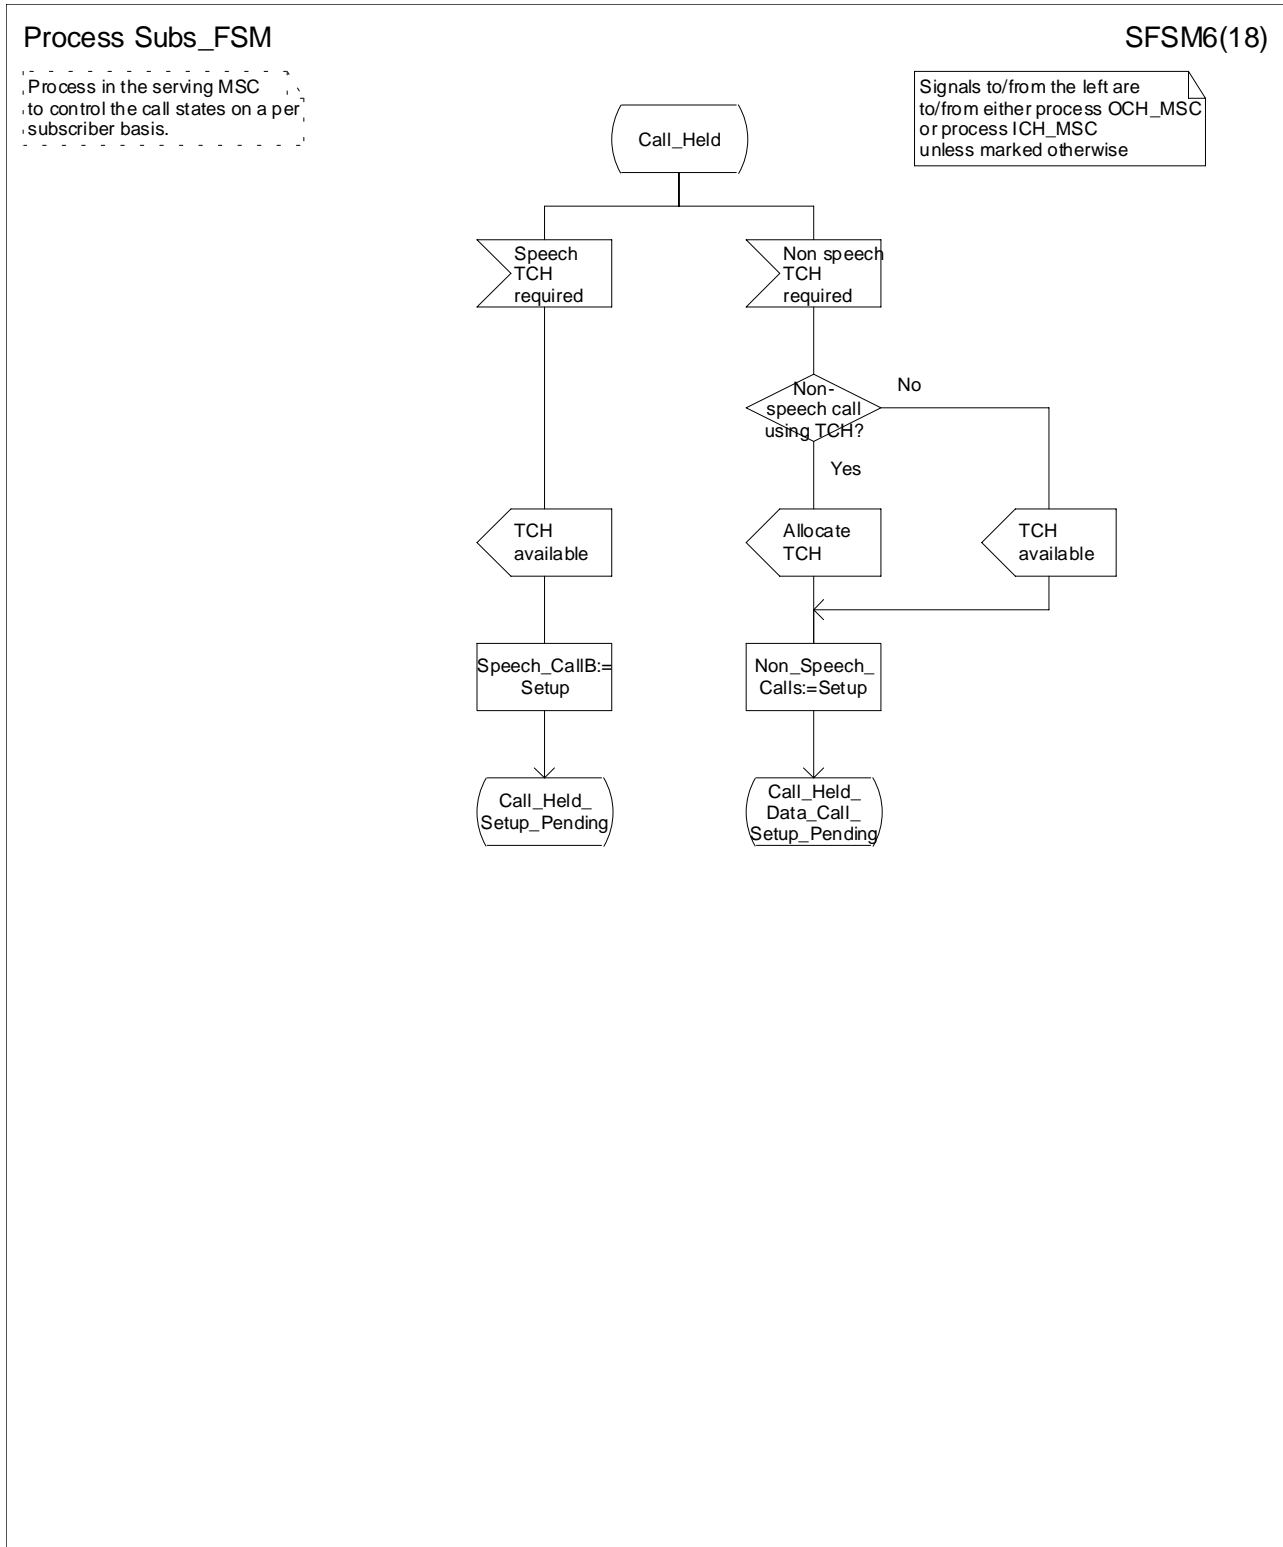 Process Subs_FSM
SFSM6(18)
Process in the serving MSC
to control the call states on a per
subscriber basis.
Signals to/from the left are
to/from either process OCH_MSC
or process ICH_MSC
unless marked otherwise
Call_Held
Speech
TCH
required
Non speech
TCH
required
Non-
speech call
using TCH?
No
Yes
TCH
available
Allocate
TCH
TCH
available
Speech_CallB:=
Setup
Non_Speech_
Calls:=Setup
Call_Held_
Setup_Pending
Call_Held_
Data_Call_
Setup_Pending